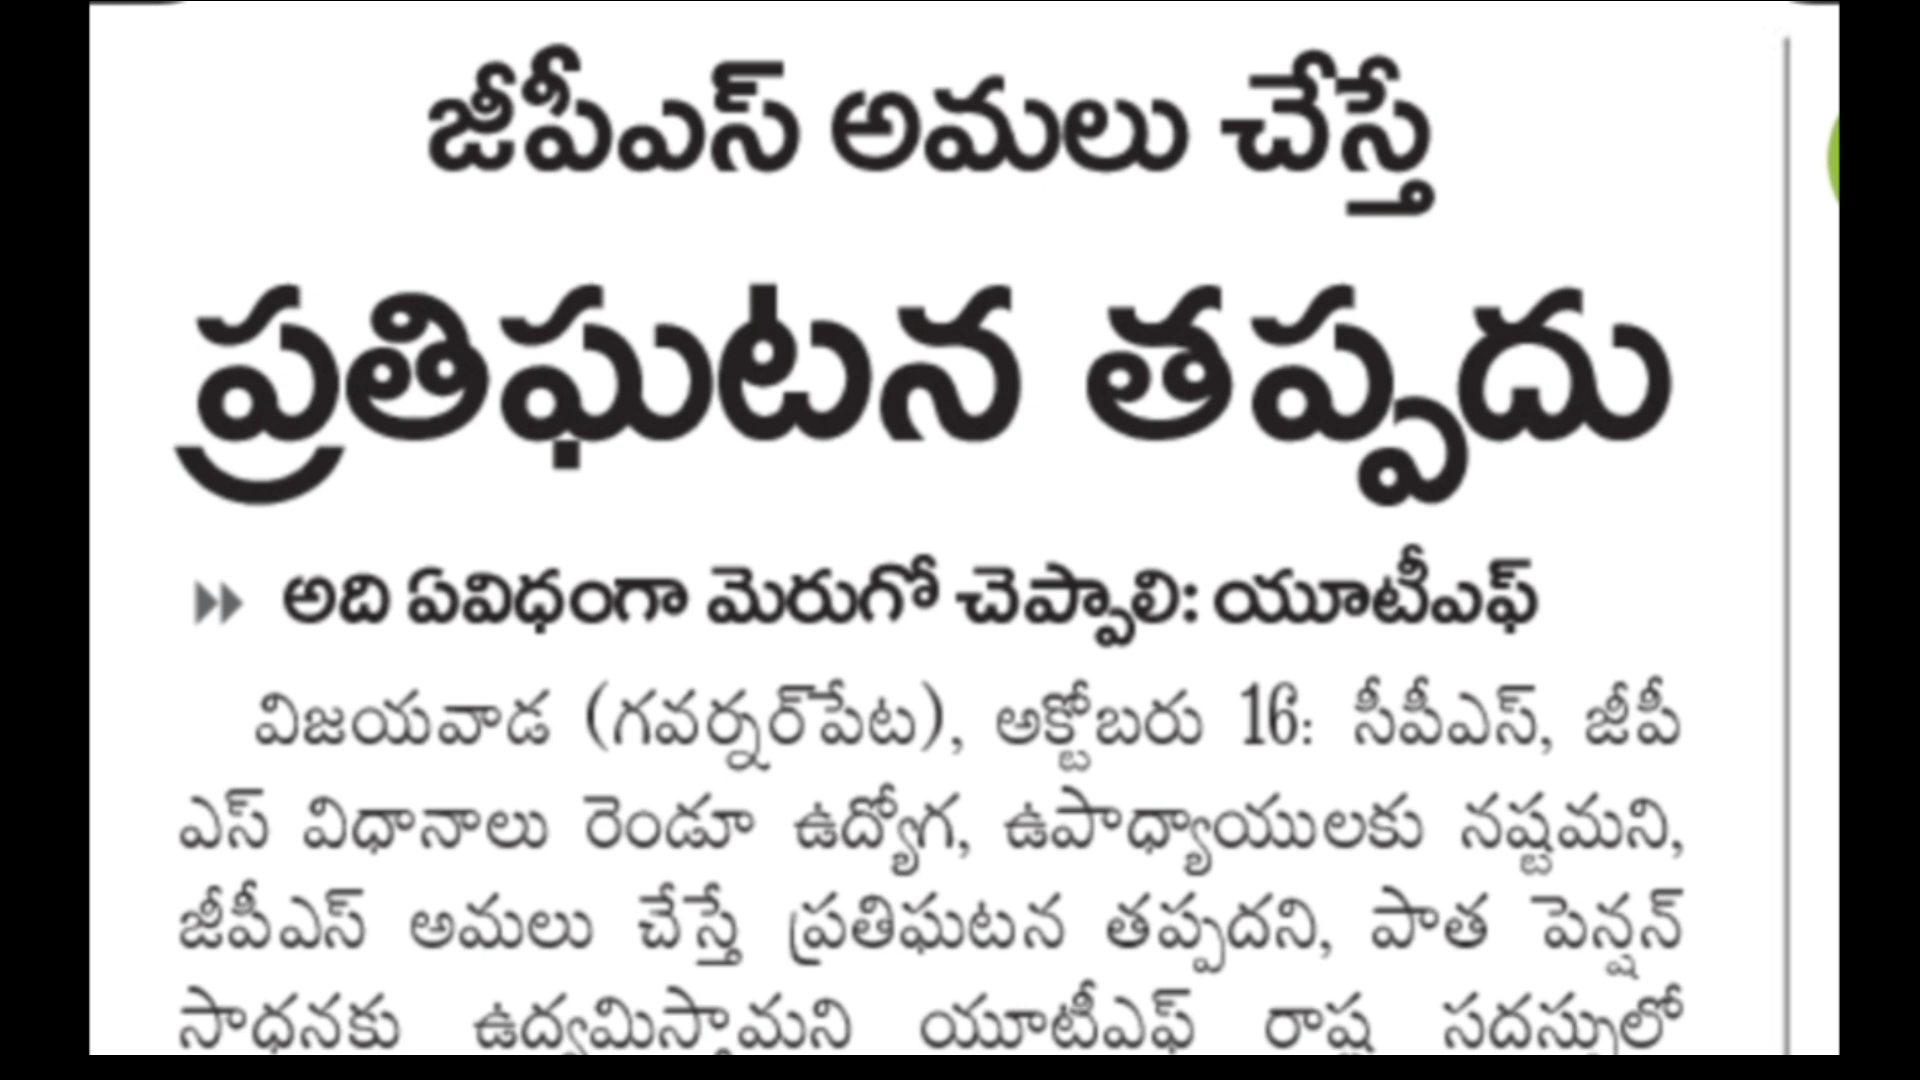 జీపీఎస్ అమలు చేస్తే
ప్రతిఘటన తప్పదు
అది ఏవిధంగా మెరుగో చెప్పాలి: యూటీఎఫ్
విజయవాడ (గవర్నర్‌పేట), అక్టోబరు 16: సీపీఎస్, జీపీ
ఎస్ విధానాలు రెండూ ఉద్యోగ, ఉపాధ్యాయులకు నష్టమని,
జీపీఎస్ అమలు చేస్తే ప్రతిఘటన తప్పదని, పాత పెన్షన్
సాధనకు ఉద్యమిస్తామని యూటీఎఫ్ రాష్ట్ర సదస్సులో